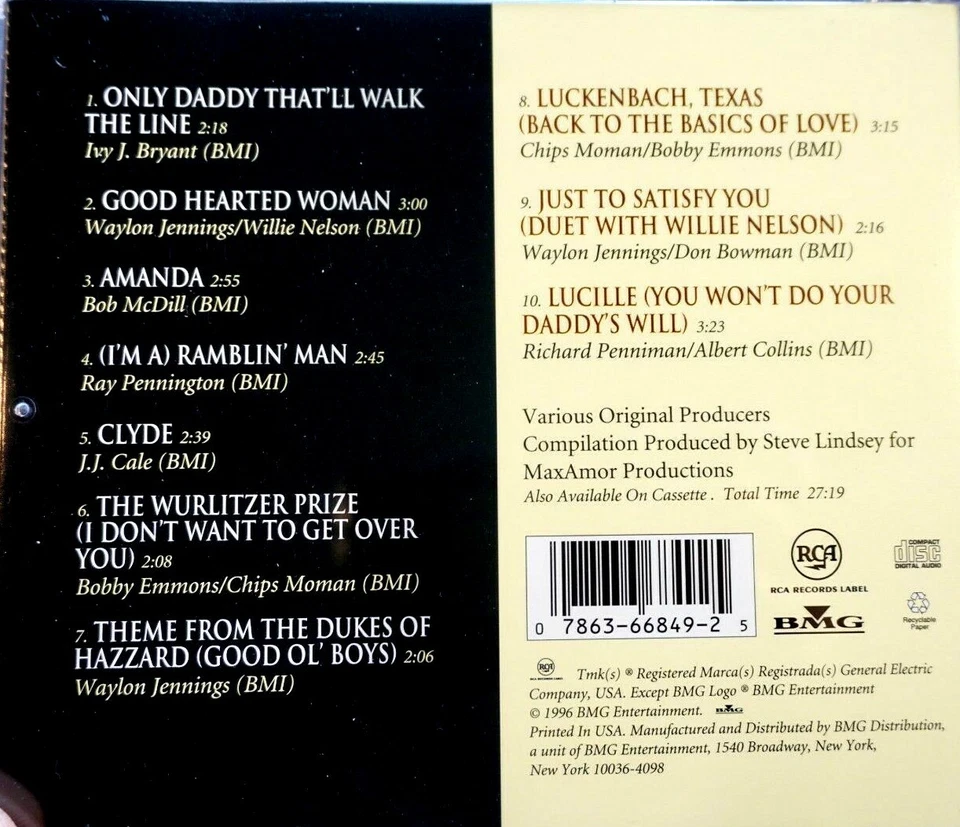 1. ONLY DADDY THAT'LL WALK
THE LINE 2:18
Ivy J. Bryant (BMI)
2. GOOD HEARTED WOMAN 3:00
Waylon Jennings/Willie Nelson (BMI)
3. AMANDA 2:55
Bob McDill (BMI)
4. (I'M A) RAMBLIN' MAN 2:45
Ray Pennington (BMI)
5. CLYDE 2:39
J.J. Cale (BMI)
6. THE WURLITZER PRIZE
(I DON'T WANT TO GET OVER
YOU) 2:08
Bobby Emmons/Chips Moman (BMI)
7. THEME FROM THE DUKES OF
HAZZARD (GOOD OL' BOYS) 2:06
Waylon Jennings (BMI)
8. LUCKENBACH, TEXAS
(BACK TO THE BASICS OF LOVE) 3:15
Chips Moman/Bobby Emmons (BMI)
9. JUST TO SATISFY YOU
(DUET WITH WILLIE NELSON) 2:16
Waylon Jennings/Don Bowman (BMI)
10. LUCILLE (YOU WON'T DO YOUR
DADDY'S WILL) 3:23
Richard Penniman/Albert Collins (BMI)
Various Original Producers
Compilation Produced by Steve Lindsey for
MaxAmor Productions
Also Available On Cassette. Total Time 27:19
0 7863-66849-2 5
RCA
RCA RECORDS LABEL
BMG
COMPACT
disc
DIGITAL AUDIO
Recyclable
Paper
RCA
RCA RECORDS LABEL
Tmk(s) ® Registered Marca(s) Registrada(s) General Electric
Company, USA. Except BMG Logo ® BMG Entertainment
© 1996 BMG Entertainment. BMG
Printed In USA. Manufactured and Distributed by BMG Distribution,
a unit of BMG Entertainment, 1540 Broadway, New York,
New York 10036-4098